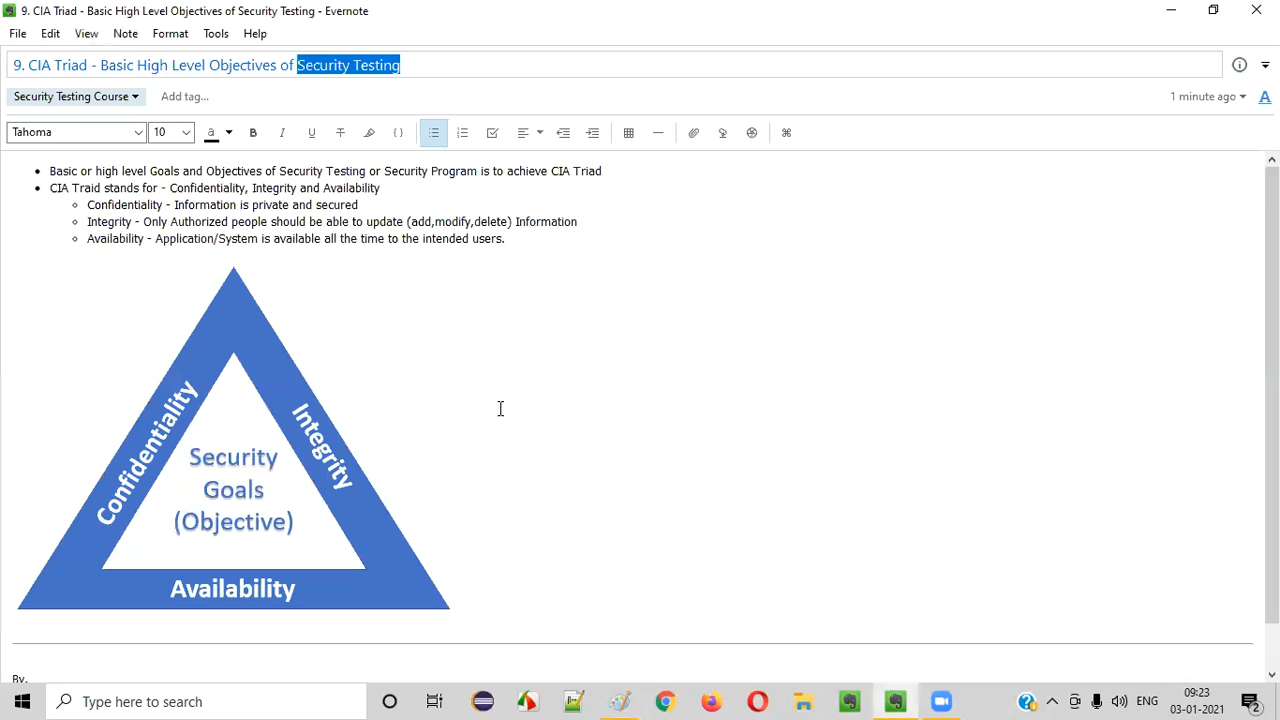 9. CIA Triad - Basic High Level Objectives of Security Testing - Evernote
File Edit View Note Format Tools Help
9. CIA Triad - Basic High Level Objectives of Security Testing
Security Testing Course Add tag... 1 minute ago A
Tahoma 10 a B I U T { }
Basic or high level Goals and Objectives of Security Testing or Security Program is to achieve CIA Triad
CIA Traid stands for - Confidentiality, Integrity and Availability
Confidentiality - Information is private and secured
Integrity - Only Authorized people should be able to update (add,modify,delete) Information
Availability - Application/System is available all the time to the intended users.
Confidentiality
Integrity
Security
Goals
(Objective)
Availability
By,
Type here to search
ENG
09:23
03-01-2021
2